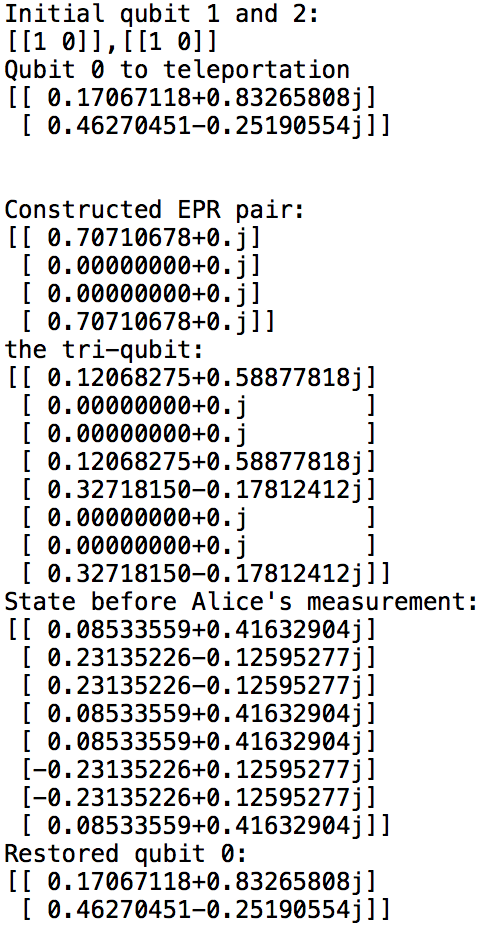 Initial qubit 1 and 2:
[[1 0]],[[1 0]]
Qubit 0 to teleportation
[[ 0.17067118+0.83265808j]
 [ 0.46270451-0.25190554j]]
Constructed EPR pair:
[[ 0.70710678+0.j]
 [ 0.00000000+0.j]
 [ 0.00000000+0.j]
 [ 0.70710678+0.j]]
the tri-qubit:
[[ 0.12068275+0.58877818j]
 [ 0.00000000+0.j        ]
 [ 0.00000000+0.j        ]
 [ 0.12068275+0.58877818j]
 [ 0.32718150-0.17812412j]
 [ 0.00000000+0.j        ]
 [ 0.00000000+0.j        ]
 [ 0.32718150-0.17812412j]]
State before Alice's measurement:
[[ 0.08533559+0.41632904j]
 [ 0.23135226-0.12595277j]
 [ 0.23135226-0.12595277j]
 [ 0.08533559+0.41632904j]
 [ 0.08533559+0.41632904j]
 [-0.23135226+0.12595277j]
 [-0.23135226+0.12595277j]
 [ 0.08533559+0.41632904j]]
Restored qubit 0:
[[ 0.17067118+0.83265808j]
 [ 0.46270451-0.25190554j]]